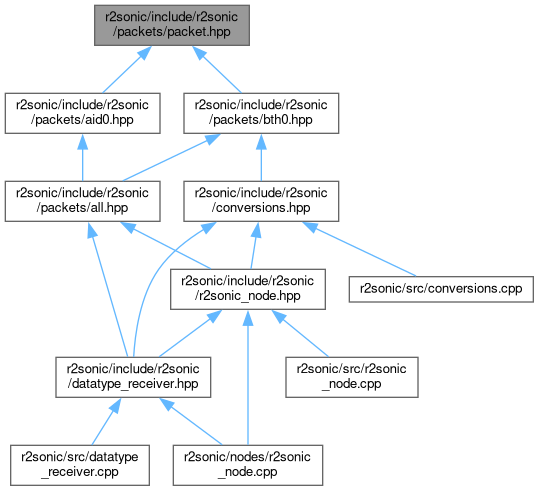 r2sonic/include/r2sonic
/packets/packet.hpp
r2sonic/include/r2sonic
/packets/aid0.hpp
r2sonic/include/r2sonic
/packets/bth0.hpp
r2sonic/include/r2sonic
/packets/all.hpp
r2sonic/include/r2sonic
/conversions.hpp
r2sonic/include/r2sonic
/r2sonic_node.hpp
r2sonic/src/conversions.cpp
r2sonic/include/r2sonic
/datatype_receiver.hpp
r2sonic/src/r2sonic
_node.cpp
r2sonic/src/datatype
_receiver.cpp
r2sonic/nodes/r2sonic
_node.cpp